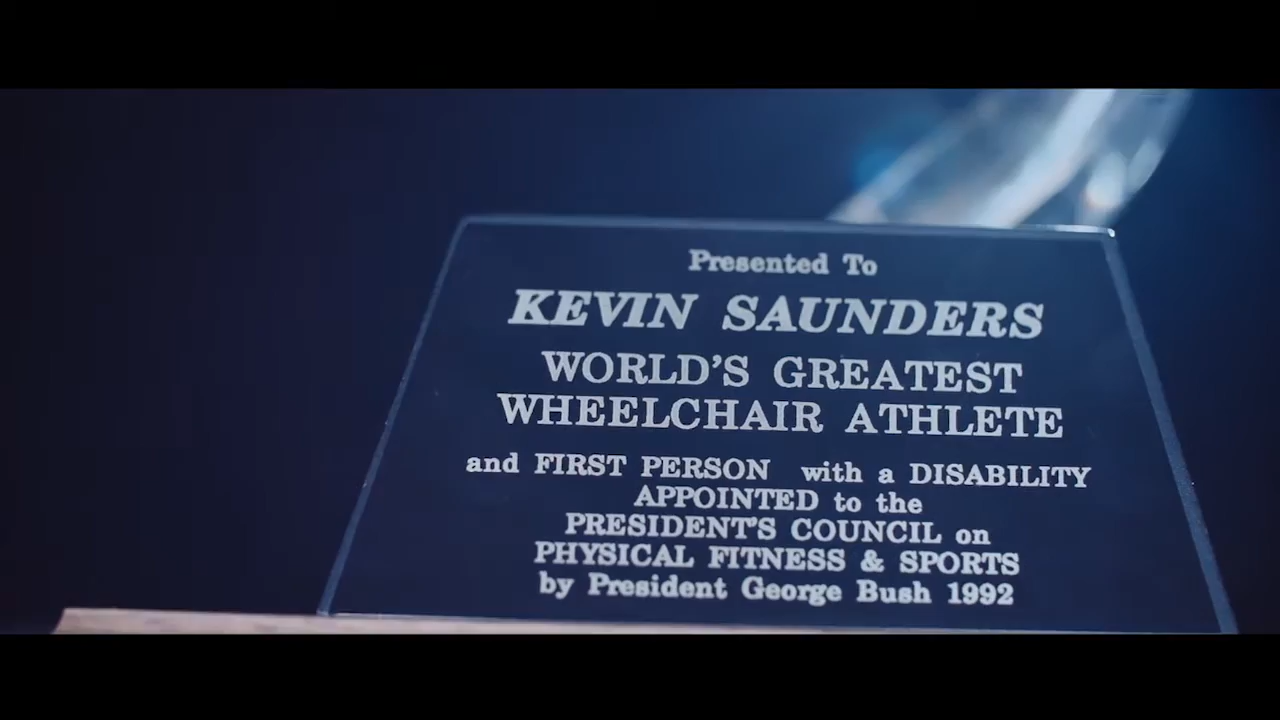 Presented To
KEVIN SAUNDERS
WORLD'S GREATEST
WHEELCHAIR ATHLETE
and FIRST PERSON with a DISABILITY
APPOINTED to the
PRESIDENT'S COUNCIL on
PHYSICAL FITNESS & SPORTS
by President George Bush 1992